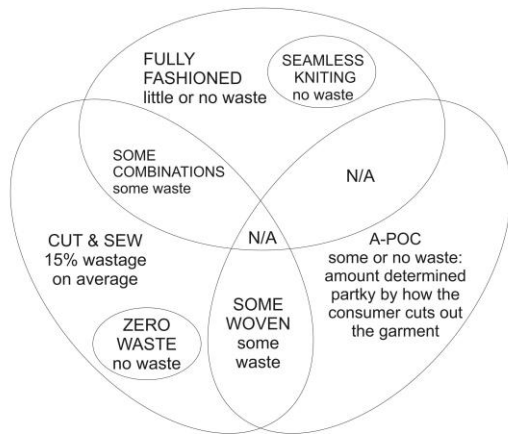 FULLY
FASHIONED
little or no waste
SEAMLESS
KNITING
no waste
SOME
COMBINATIONS
some waste
N/A
N/A
CUT & SEW
15% wastage
on average
A-POC
some or no waste:
amount determined
partky by how the
consumer cuts out
the garment
ZERO
WASTE
no waste
SOME
WOVEN
some
waste